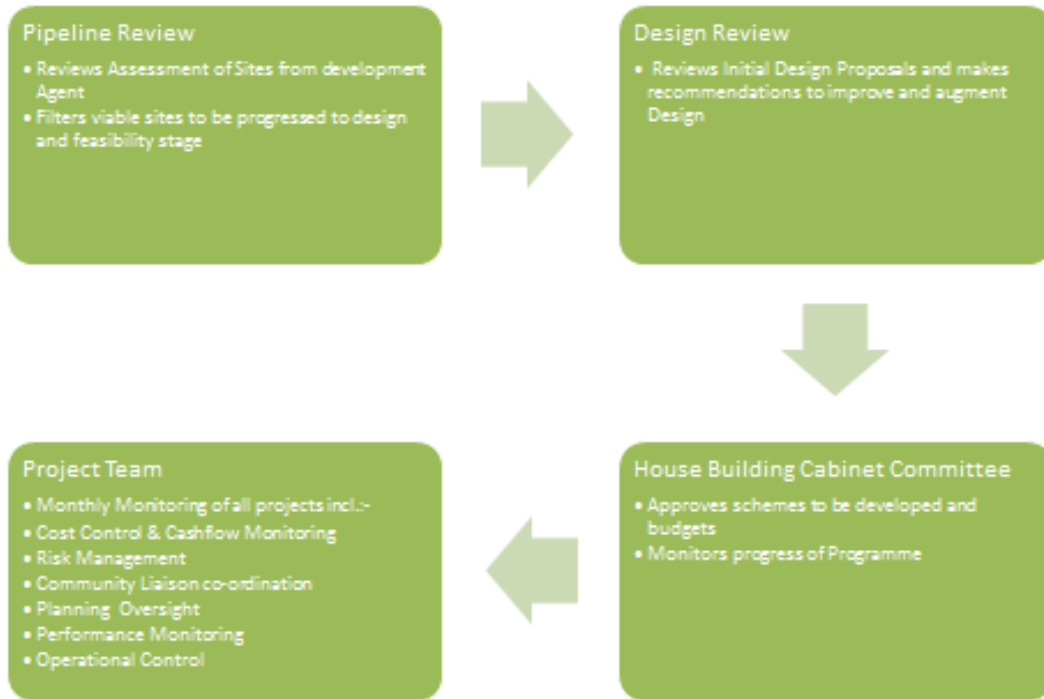 Pipeline Review
• Reviews Assessment of Sites from development
Agent
• Filters viable sites to be progressed to design
and feasibility stage
Design Review
• Reviews Initial Design Proposals and makes
recommendations to improve and augment
Design
House Building Cabinet Committee
• Approves schemes to be developed and
budgets
• Monitors progress of Programme
Project Team
• Monthly Monitoring of all projects incl.:-
• Cost Control & Cashflow Monitoring
• Risk Management
• Community Liaison co-ordination
• Planning Oversight
• Performance Monitoring
• Operational Control